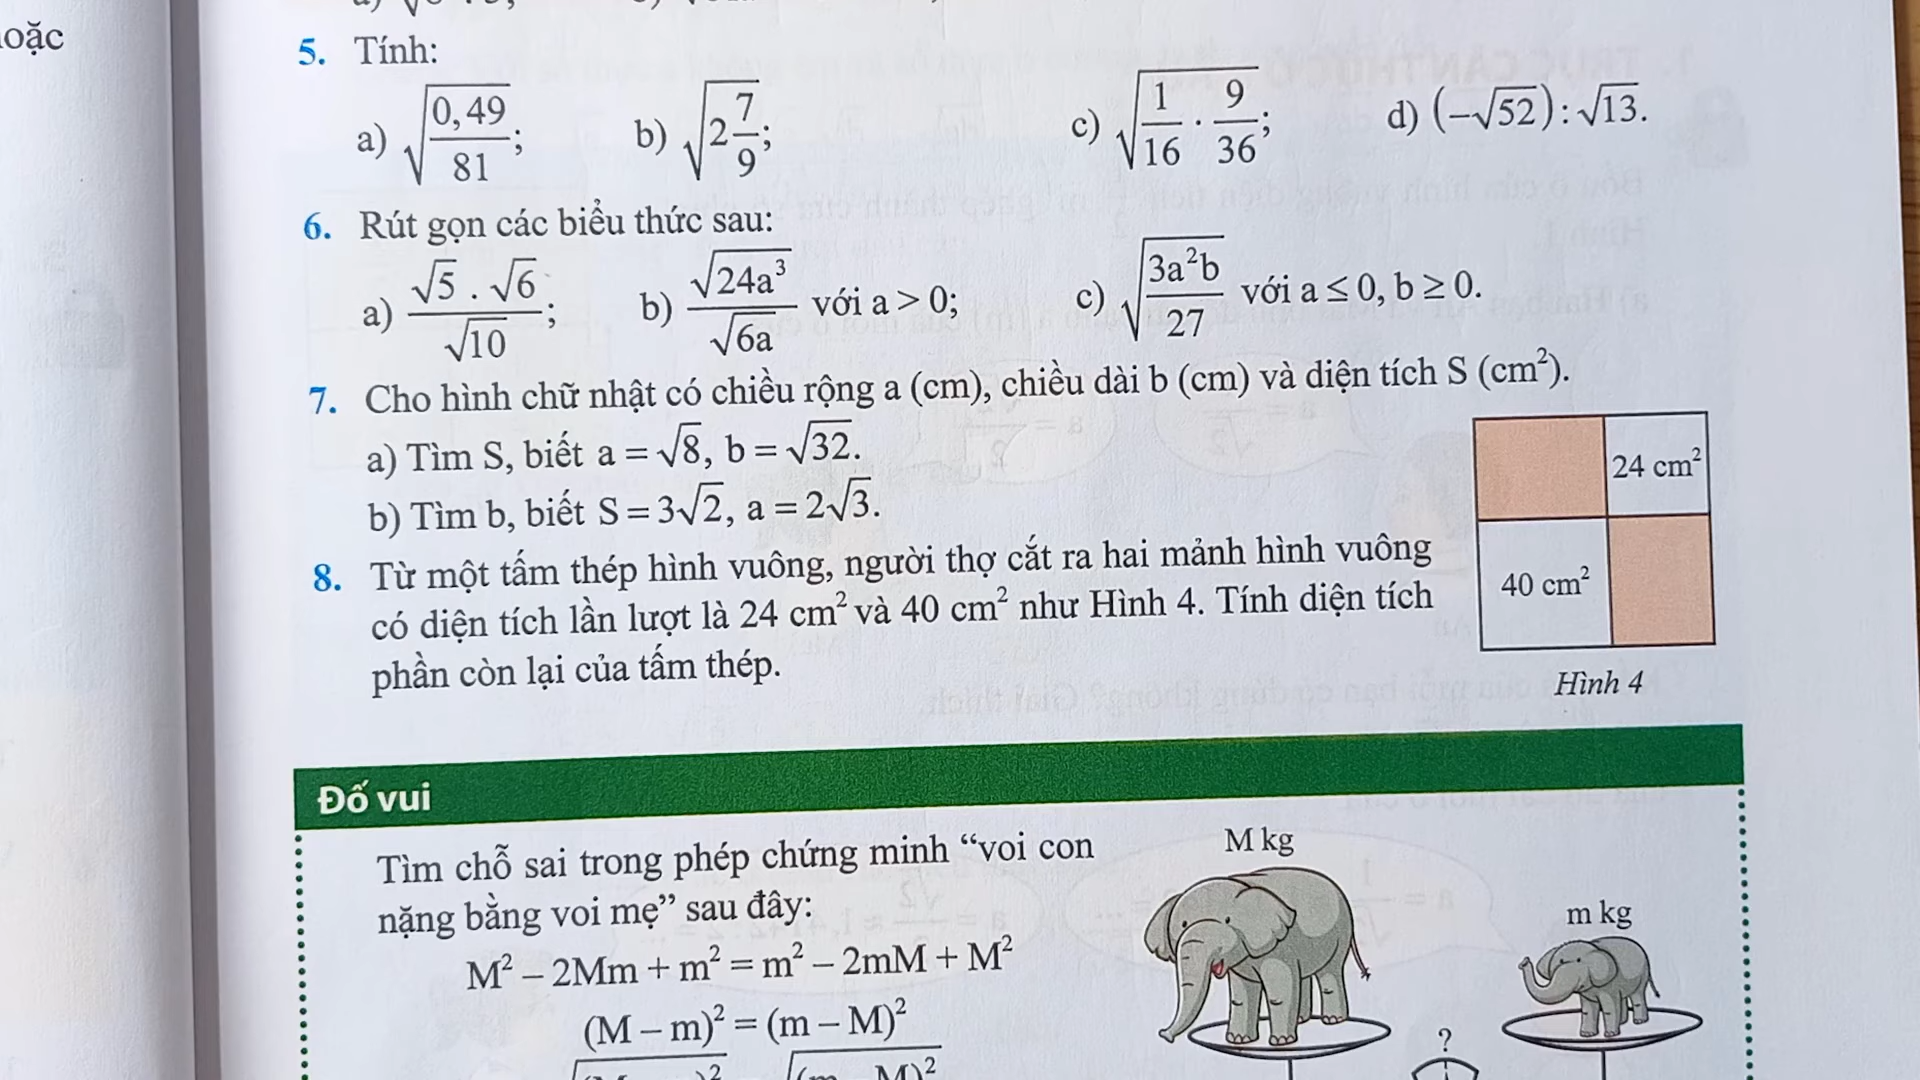 oặc
5. Tính:
a) √(0,49/81);
b) √(2 7/9);
c) √(1/16 . 9/36);
d) (−√52) : √13.
6. Rút gọn các biểu thức sau:
a) (√5 . √6)/√10;
b) √(24a³)/√(6a) với a > 0;
c) √(3a²b/27) với a ≤ 0, b ≥ 0.
7. Cho hình chữ nhật có chiều rộng a (cm), chiều dài b (cm) và diện tích S (cm²).
a) Tìm S, biết a = √8, b = √32.
b) Tìm b, biết S = 3√2, a = 2√3.
8. Từ một tấm thép hình vuông, người thợ cắt ra hai mảnh hình vuông
có diện tích lần lượt là 24 cm² và 40 cm² như Hình 4. Tính diện tích
phần còn lại của tấm thép.
24 cm²
40 cm²
Hình 4
Đố vui
Tìm chỗ sai trong phép chứng minh “voi con
nặng bằng voi mẹ” sau đây:
M² – 2Mm + m² = m² – 2mM + M²
(M – m)² = (m – M)²
M kg
m kg
?